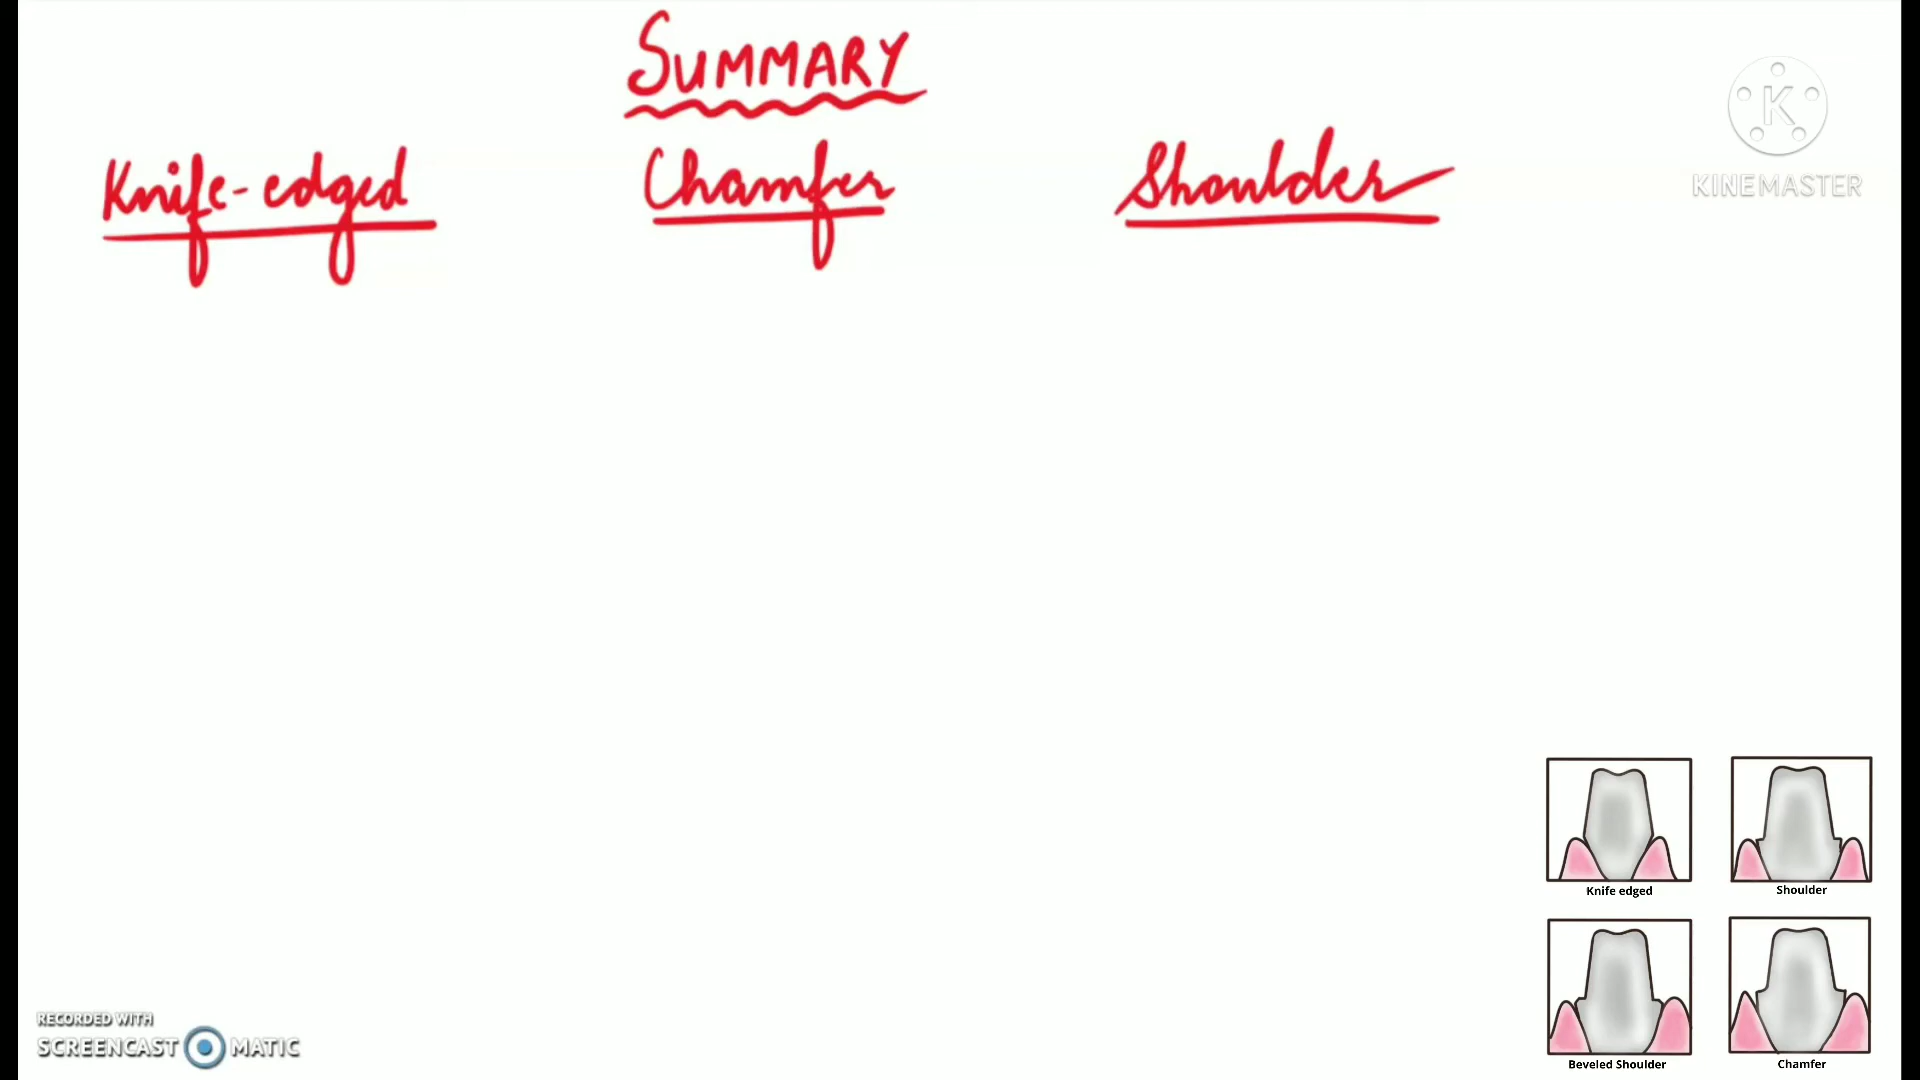 SUMMARY
Knife-edged Chamfer Shoulder
K
KINEMASTER
Knife edged Shoulder
Beveled Shoulder Chamfer
RECORDED WITH
SCREENCAST MATIC